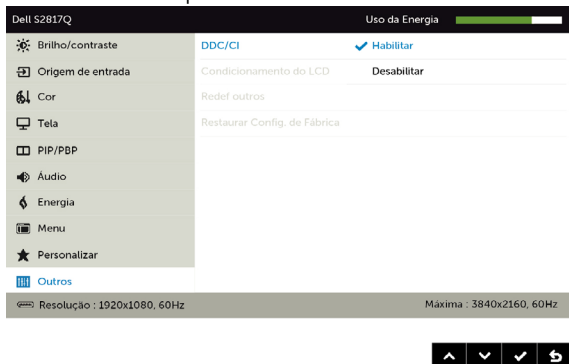 Dell S2817Q Uso da Energia
Brilho/contraste DDC/CI Habilitar
Origem de entrada Condicionamento do LCD Desabilitar
Cor Redef outros
Tela Restaurar Config. de Fábrica
PIP/PBP
Áudio
Energia
Menu
Personalizar
Outros
Resolução : 1920x1080, 60Hz Máxima : 3840x2160, 60Hz